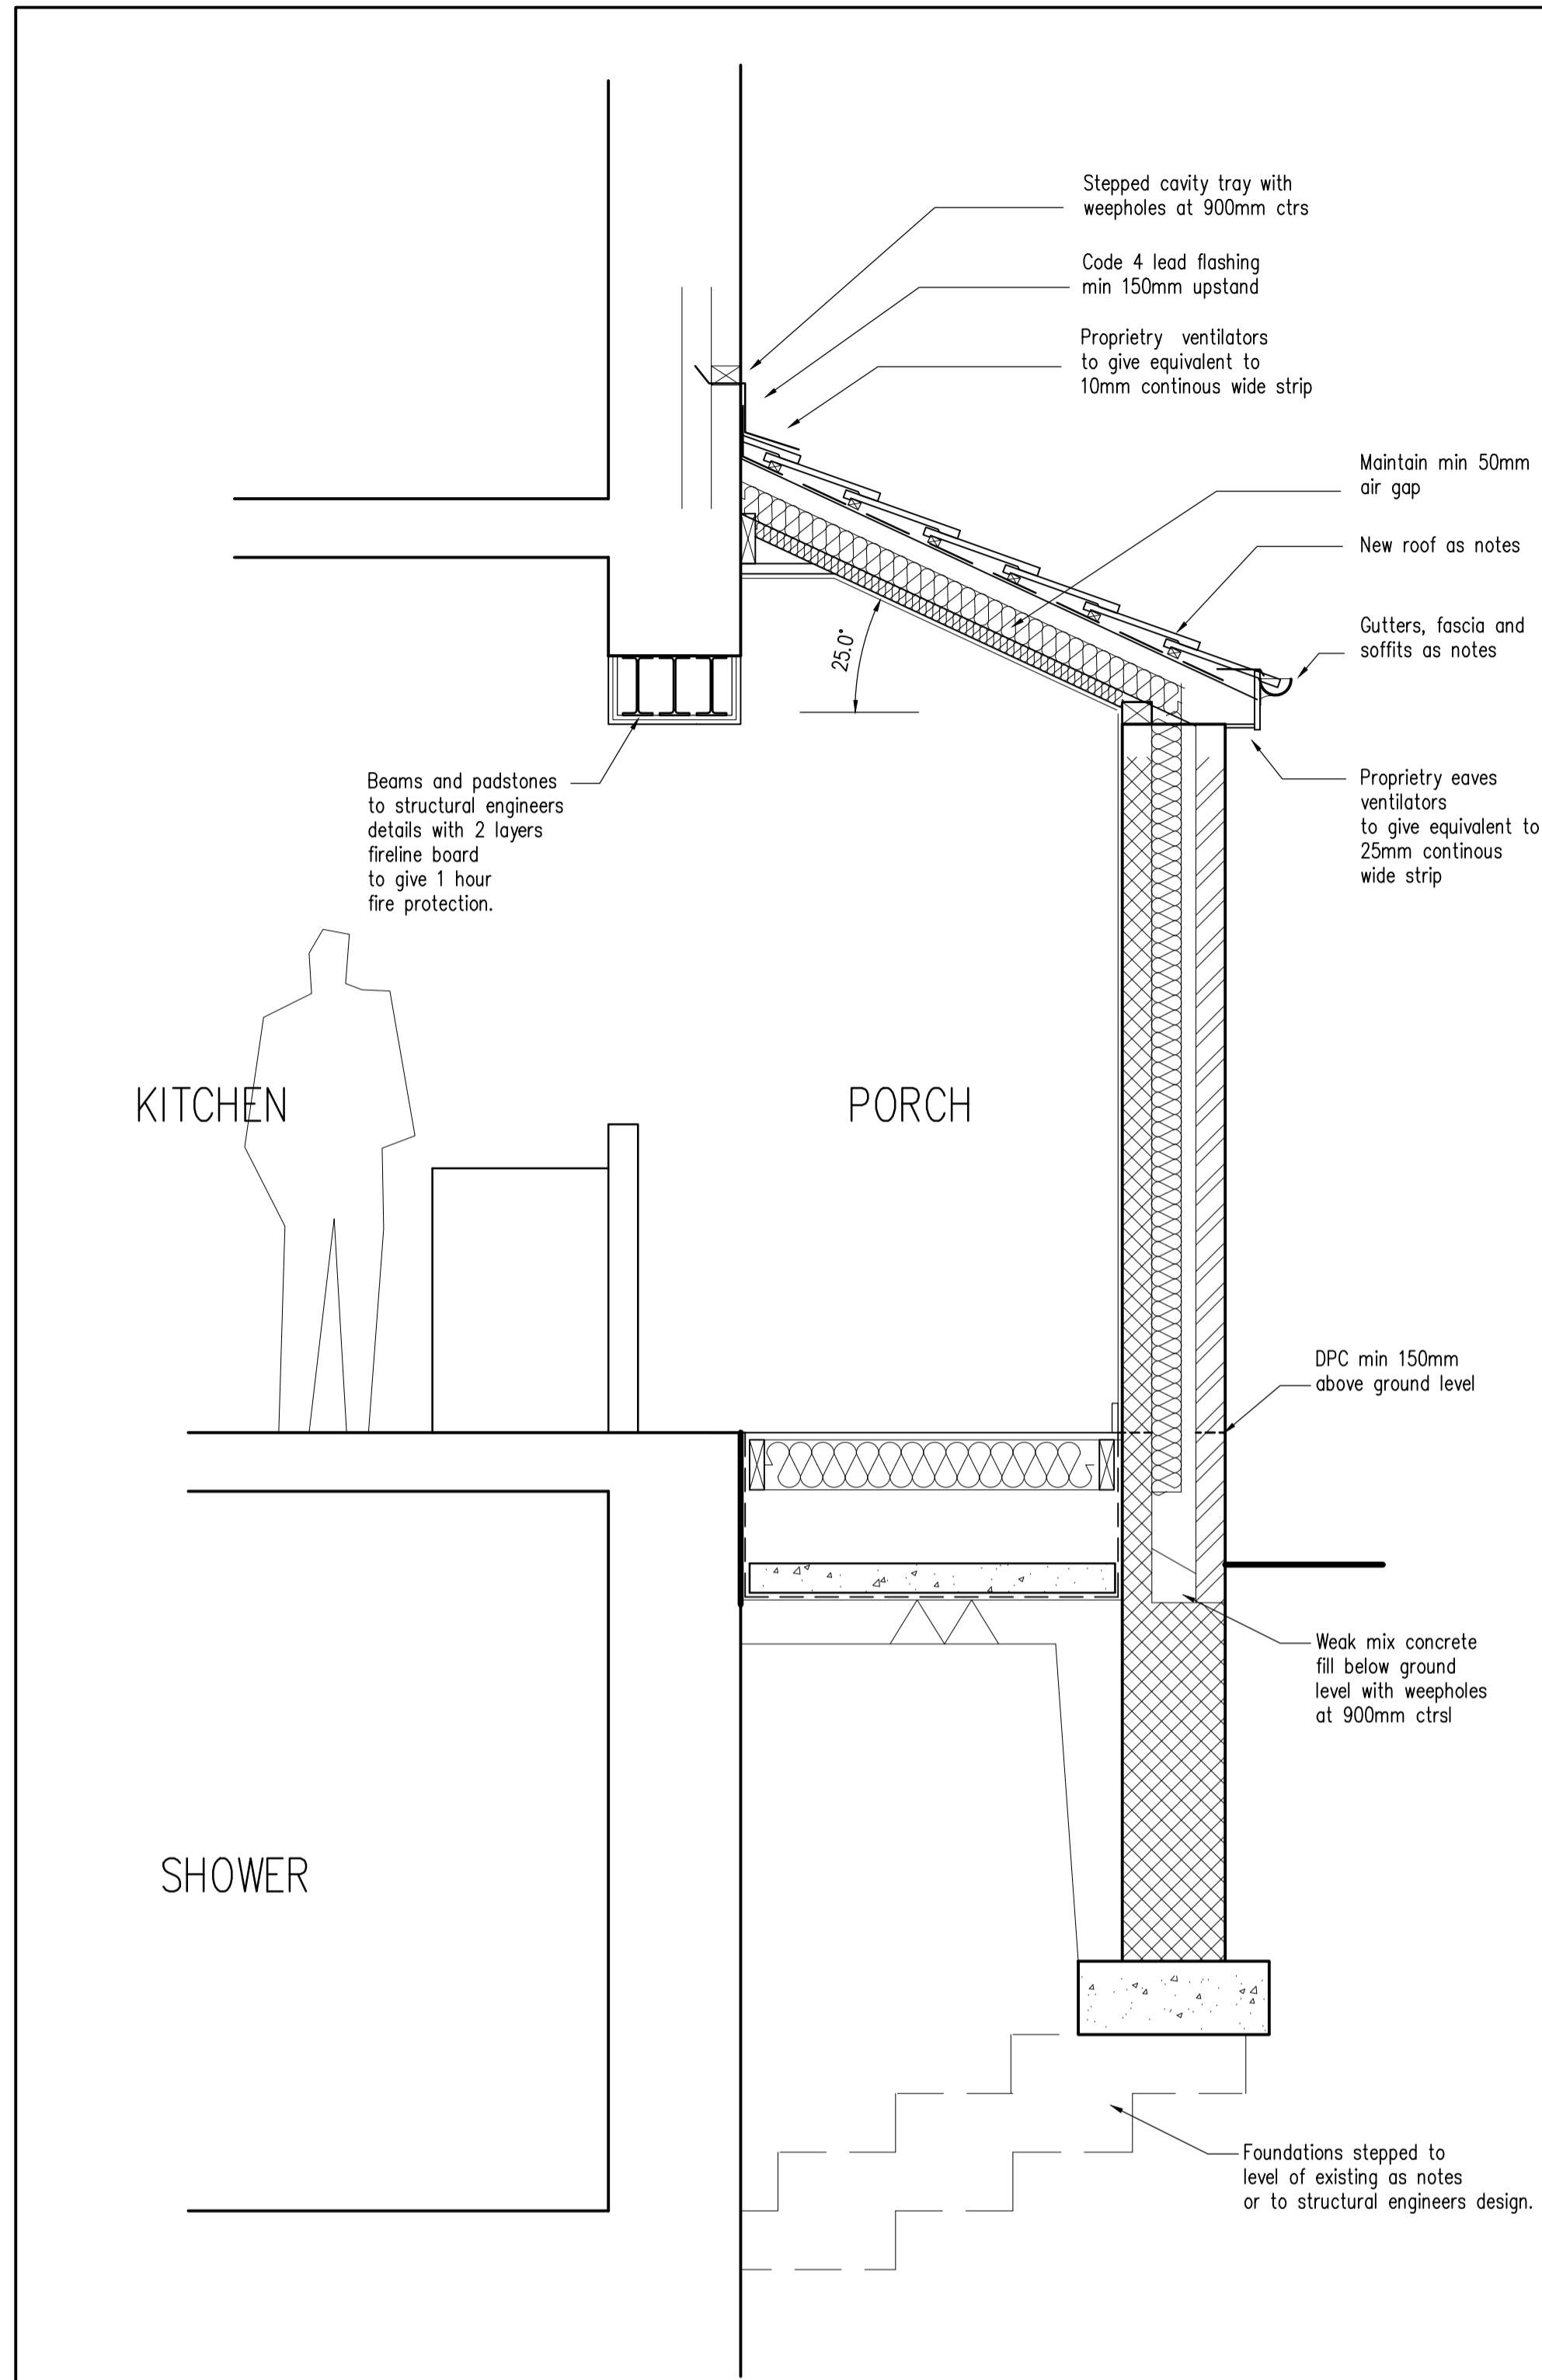 Stepped cavity tray with
weepholes at 900mm ctrs
Code 4 lead flashing
min 150mm upstand
Proprietry ventilators
to give equivalent to
10mm continous wide strip
Maintain min 50mm
air gap
New roof as notes
Gutters, fascia and
soffits as notes
25.0°
Beams and padstones
to structural engineers
details with 2 layers
fireline board
to give 1 hour
fire protection.
Proprietry eaves
ventilators
to give equivalent to
25mm continous
wide strip
KITCHEN
PORCH
DPC min 150mm
above ground level
Weak mix concrete
fill below ground
level with weepholes
at 900mm ctrsl
SHOWER
Foundations stepped to
level of existing as notes
or to structural engineers design.